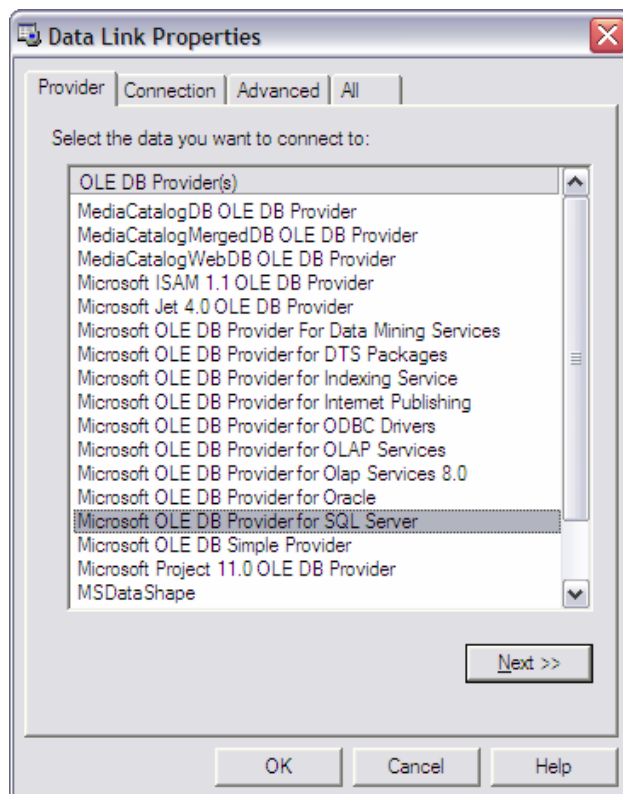 Data Link Properties
Provider Connection Advanced All
Select the data you want to connect to:
OLE DB Provider(s)
MediaCatalogDB OLE DB Provider
MediaCatalogMergedDB OLE DB Provider
MediaCatalogWebDB OLE DB Provider
Microsoft ISAM 1.1 OLE DB Provider
Microsoft Jet 4.0 OLE DB Provider
Microsoft OLE DB Provider For Data Mining Services
Microsoft OLE DB Provider for DTS Packages
Microsoft OLE DB Provider for Indexing Service
Microsoft OLE DB Provider for Internet Publishing
Microsoft OLE DB Provider for ODBC Drivers
Microsoft OLE DB Provider for OLAP Services
Microsoft OLE DB Provider for Olap Services 8.0
Microsoft OLE DB Provider for Oracle
Microsoft OLE DB Provider for SQL Server
Microsoft OLE DB Simple Provider
Microsoft Project 11.0 OLE DB Provider
MSDataShape
Next >>
OK Cancel Help